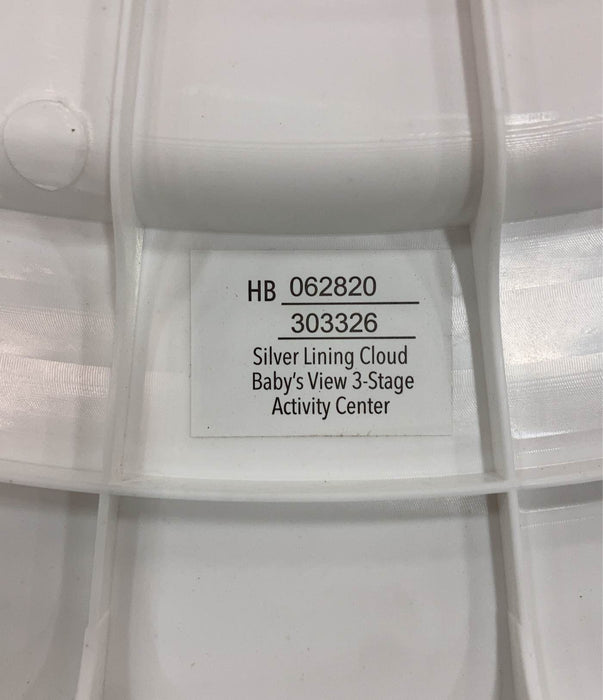 HB 062820
303326
Silver Lining Cloud
Baby's View 3-Stage
Activity Center